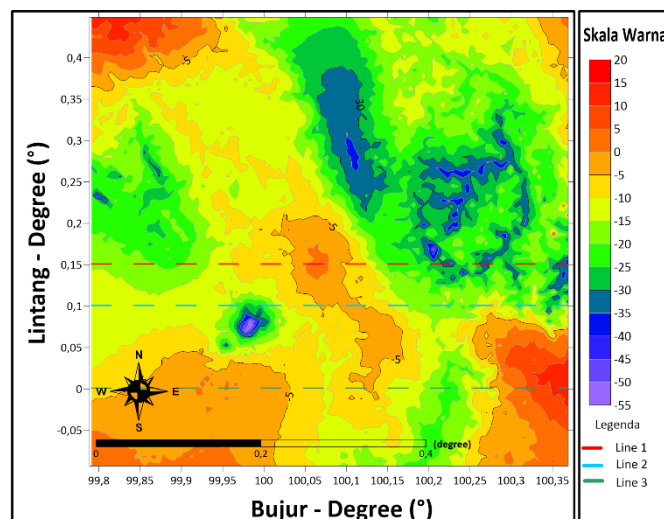 Lintang - Degree (°)
0,4
0,35
0,3
0,25
0,2
0,15
0,1
0,05
0
-0,05
-5
-30
-5
-5
-5
N
W E
S
0 0,2 0,4
(degree)
99,8 99,85 99,9 99,95 100 100,05 100,1 100,15 100,2 100,25 100,3 100,35
Bujur - Degree (°)
Skala Warna
20
15
10
5
0
-5
-10
-15
-20
-25
-30
-35
-40
-45
-50
-55
Legenda
Line 1
Line 2
Line 3